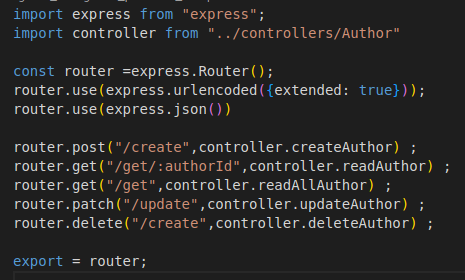 import express from "express";
import controller from "../controllers/Author"
const router =express.Router();
router.use(express.urlencoded({extended: true}));
router.use(express.json())
router.post("/create",controller.createAuthor) ;
router.get("/get/:authorId",controller.readAuthor) ;
router.get("/get",controller.readAllAuthor) ;
router.patch("/update",controller.updateAuthor) ;
router.delete("/create",controller.deleteAuthor) ;
export = router;